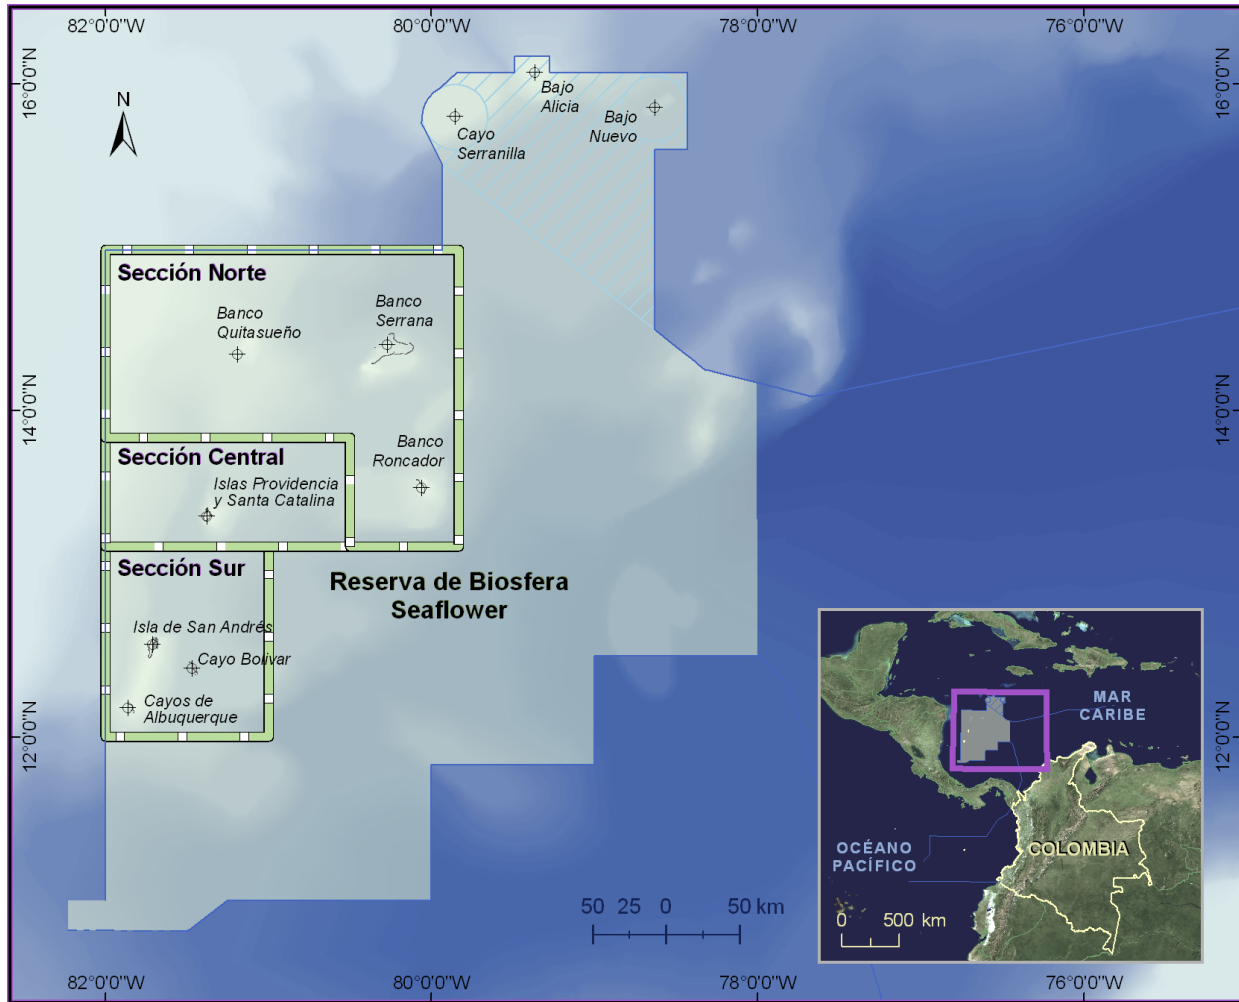 82°0'0"W
80°0'0"W
78°0'0"W
76°0'0"W
16°0'0"N
16°0'0"N
N
Bajo
Alicia
Bajo
Nuevo
Cayo
Serranilla
Sección Norte
Banco
Quitasueño
Banco
Serrana
14°0'0"N
14°0'0"N
Banco
Roncador
Sección Central
Islas Providencia
y Santa Catalina
Sección Sur
Reserva de Biosfera
Seaflower
Isla de San Andrés
Cayo Bolivar
Cayos de
Albuquerque
12°0'0"N
12°0'0"N
MAR
CARIBE
OCÉANO
PACÍFICO
COLOMBIA
0 500 km
50 25 0 50 km
82°0'0"W
80°0'0"W
78°0'0"W
76°0'0"W